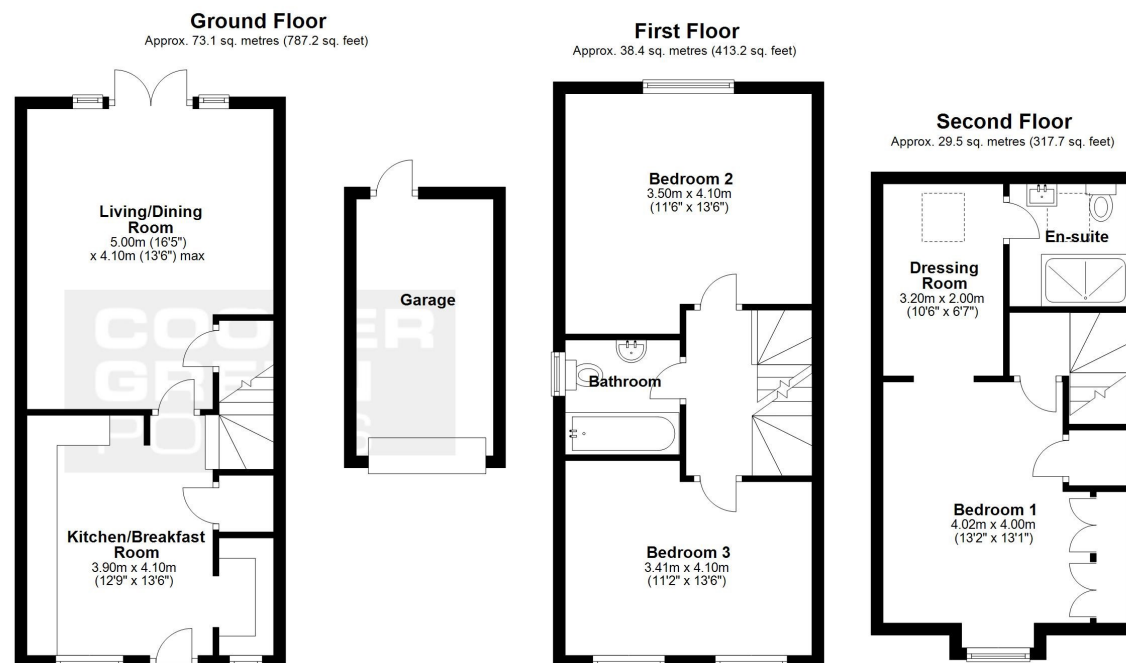 Ground Floor
Approx. 73.1 sq. metres (787.2 sq. feet)
Living/Dining
Room
5.00m (16'5")
x 4.10m (13'6") max
Kitchen/Breakfast
Room
3.90m x 4.10m
(12'9" x 13'6")
Garage
First Floor
Approx. 38.4 sq. metres (413.2 sq. feet)
Bedroom 2
3.50m x 4.10m
(11'6" x 13'6")
Bathroom
Bedroom 3
3.41m x 4.10m
(11'2" x 13'6")
Second Floor
Approx. 29.5 sq. metres (317.7 sq. feet)
En-suite
Dressing
Room
3.20m x 2.00m
(10'6" x 6'7")
Bedroom 1
4.02m x 4.00m
(13'2" x 13'1")